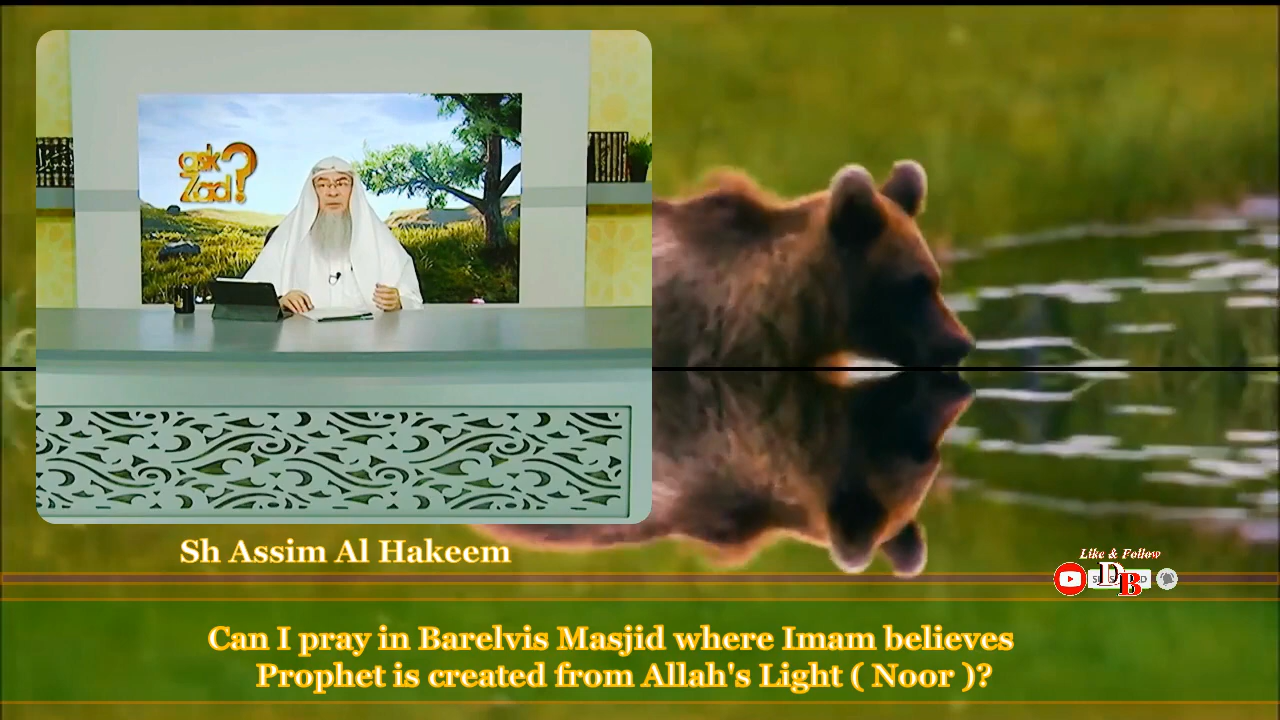 ask
Zad?
Sh Assim Al Hakeem
Like & Follow
DB
Can I pray in Barelvis Masjid where Imam believes
Prophet is created from Allah's Light ( Noor )?